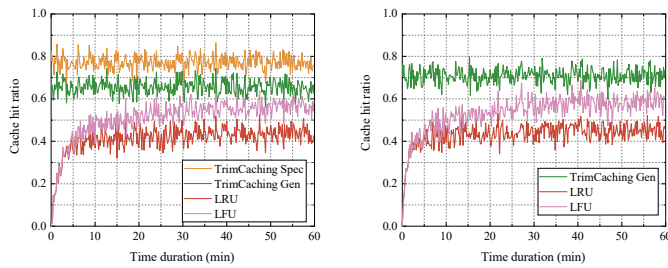 1.0
0.8
0.6
0.4
0.2
0.0
Cache hit ratio
0 10 20 30 40 50 60
Time duration (min)
TrimCaching Spec
TrimCaching Gen
LRU
LFU
1.0
0.8
0.6
0.4
0.2
0.0
Cache hit ratio
0 10 20 30 40 50 60
Time duration (min)
TrimCaching Gen
LRU
LFU